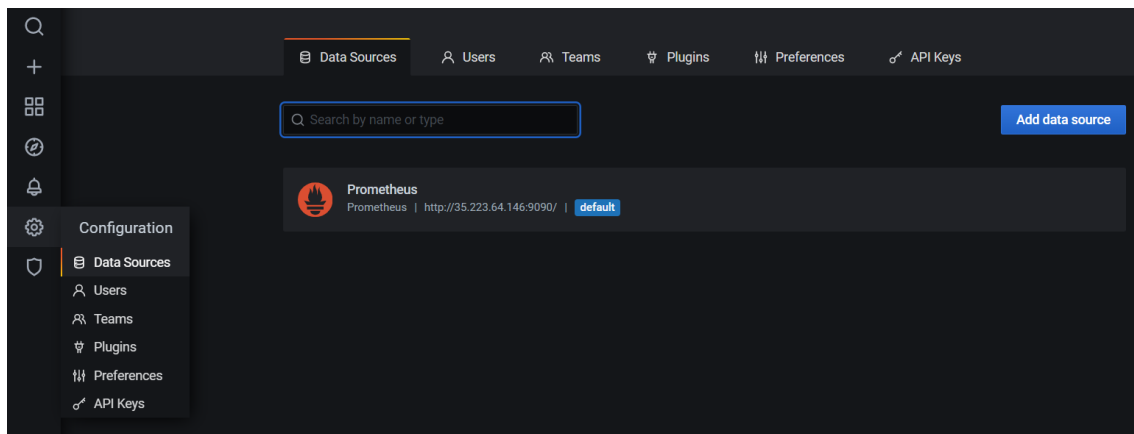 Data Sources
Users
Teams
Plugins
Preferences
API Keys
Search by name or type
Add data source
Prometheus
Prometheus | http://35.223.64.146:9090/ | default
Configuration
Data Sources
Users
Teams
Plugins
Preferences
API Keys